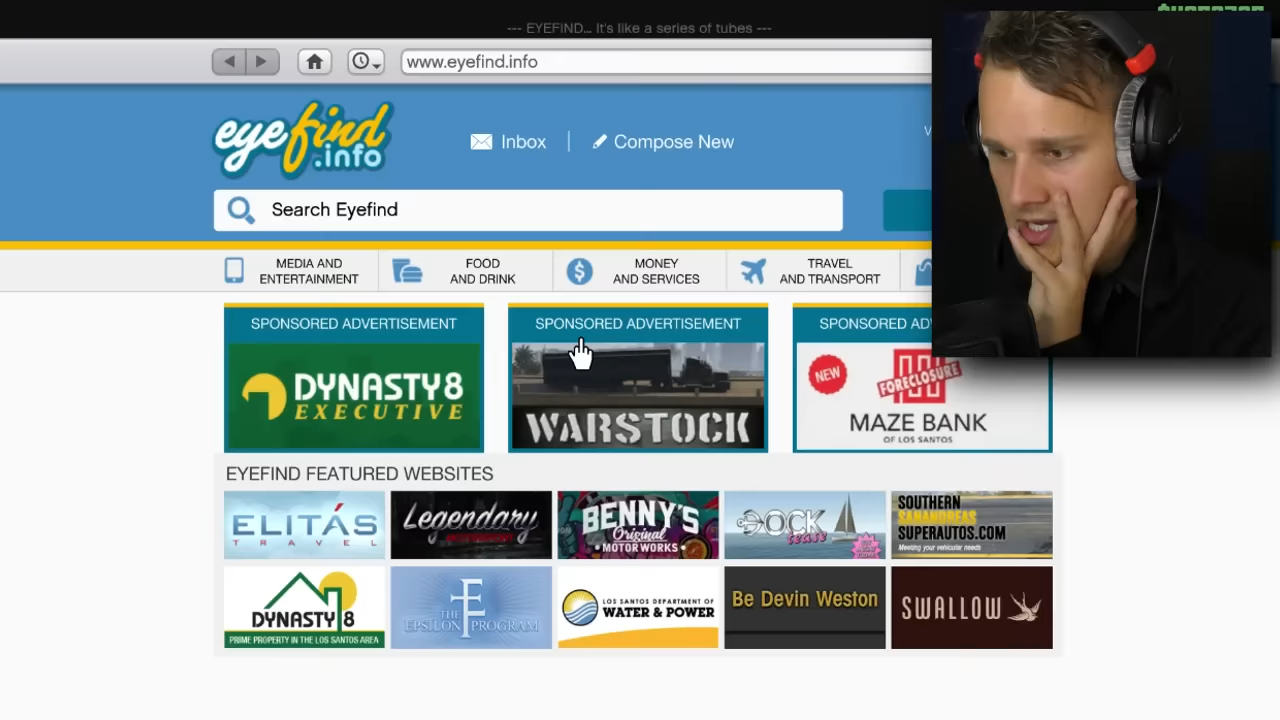 --- EYEFIND... It's like a series of tubes ---
www.eyefind.info
eyefind
.info
Inbox
Compose New
Search Eyefind
MEDIA AND
ENTERTAINMENT
FOOD
AND DRINK
MONEY
AND SERVICES
TRAVEL
AND TRANSPORT
SPONSORED ADVERTISEMENT
DYNASTY8
EXECUTIVE
SPONSORED ADVERTISEMENT
WARSTOCK
SPONSORED AD
NEW
FORECLOSURE
MAZE BANK
OF LOS SANTOS
EYEFIND FEATURED WEBSITES
ELITÁS
TRAVEL
Legendary
BENNY'S
Original
MOTOR WORKS
DOCK
tease
SOUTHERN
SANANDREAS
SUPERAUTOS.COM
Meeting your vehicular needs
DYNASTY 8
PRIME PROPERTY IN THE LOS SANTOS AREA
THE
EPSILON PROGRAM
LOS SANTOS DEPARTMENT OF
WATER & POWER
Be Devin Weston
SWALLOW